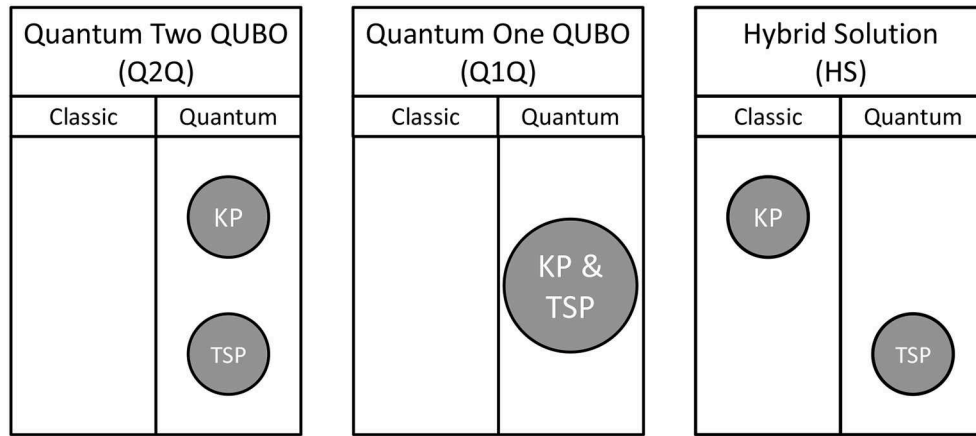 Quantum Two QUBO
(Q2Q)
Classic
Quantum
KP
TSP
Quantum One QUBO
(Q1Q)
Classic
Quantum
KP &
TSP
Hybrid Solution
(HS)
Classic
Quantum
KP
TSP